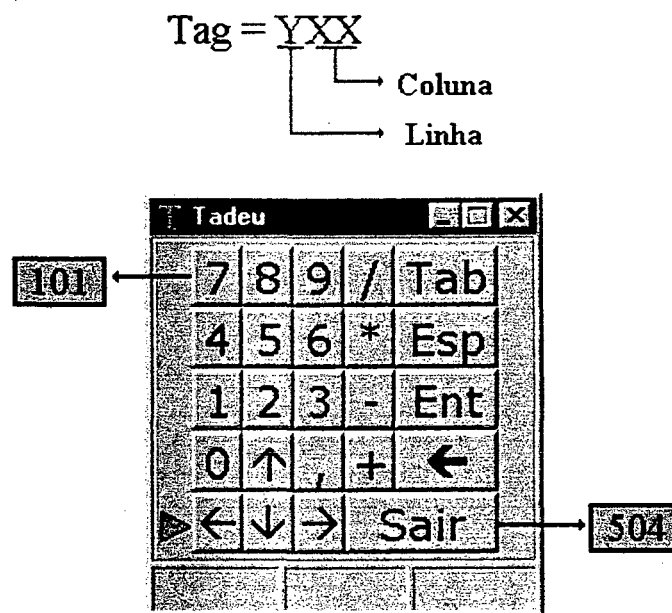 Tag = YXX
Coluna
Linha
T Tadeu
101
7 8 9 / Tab
4 5 6 * Esp
1 2 3 - Ent
0 ↑ , + ←
← ↓ → Sair
504